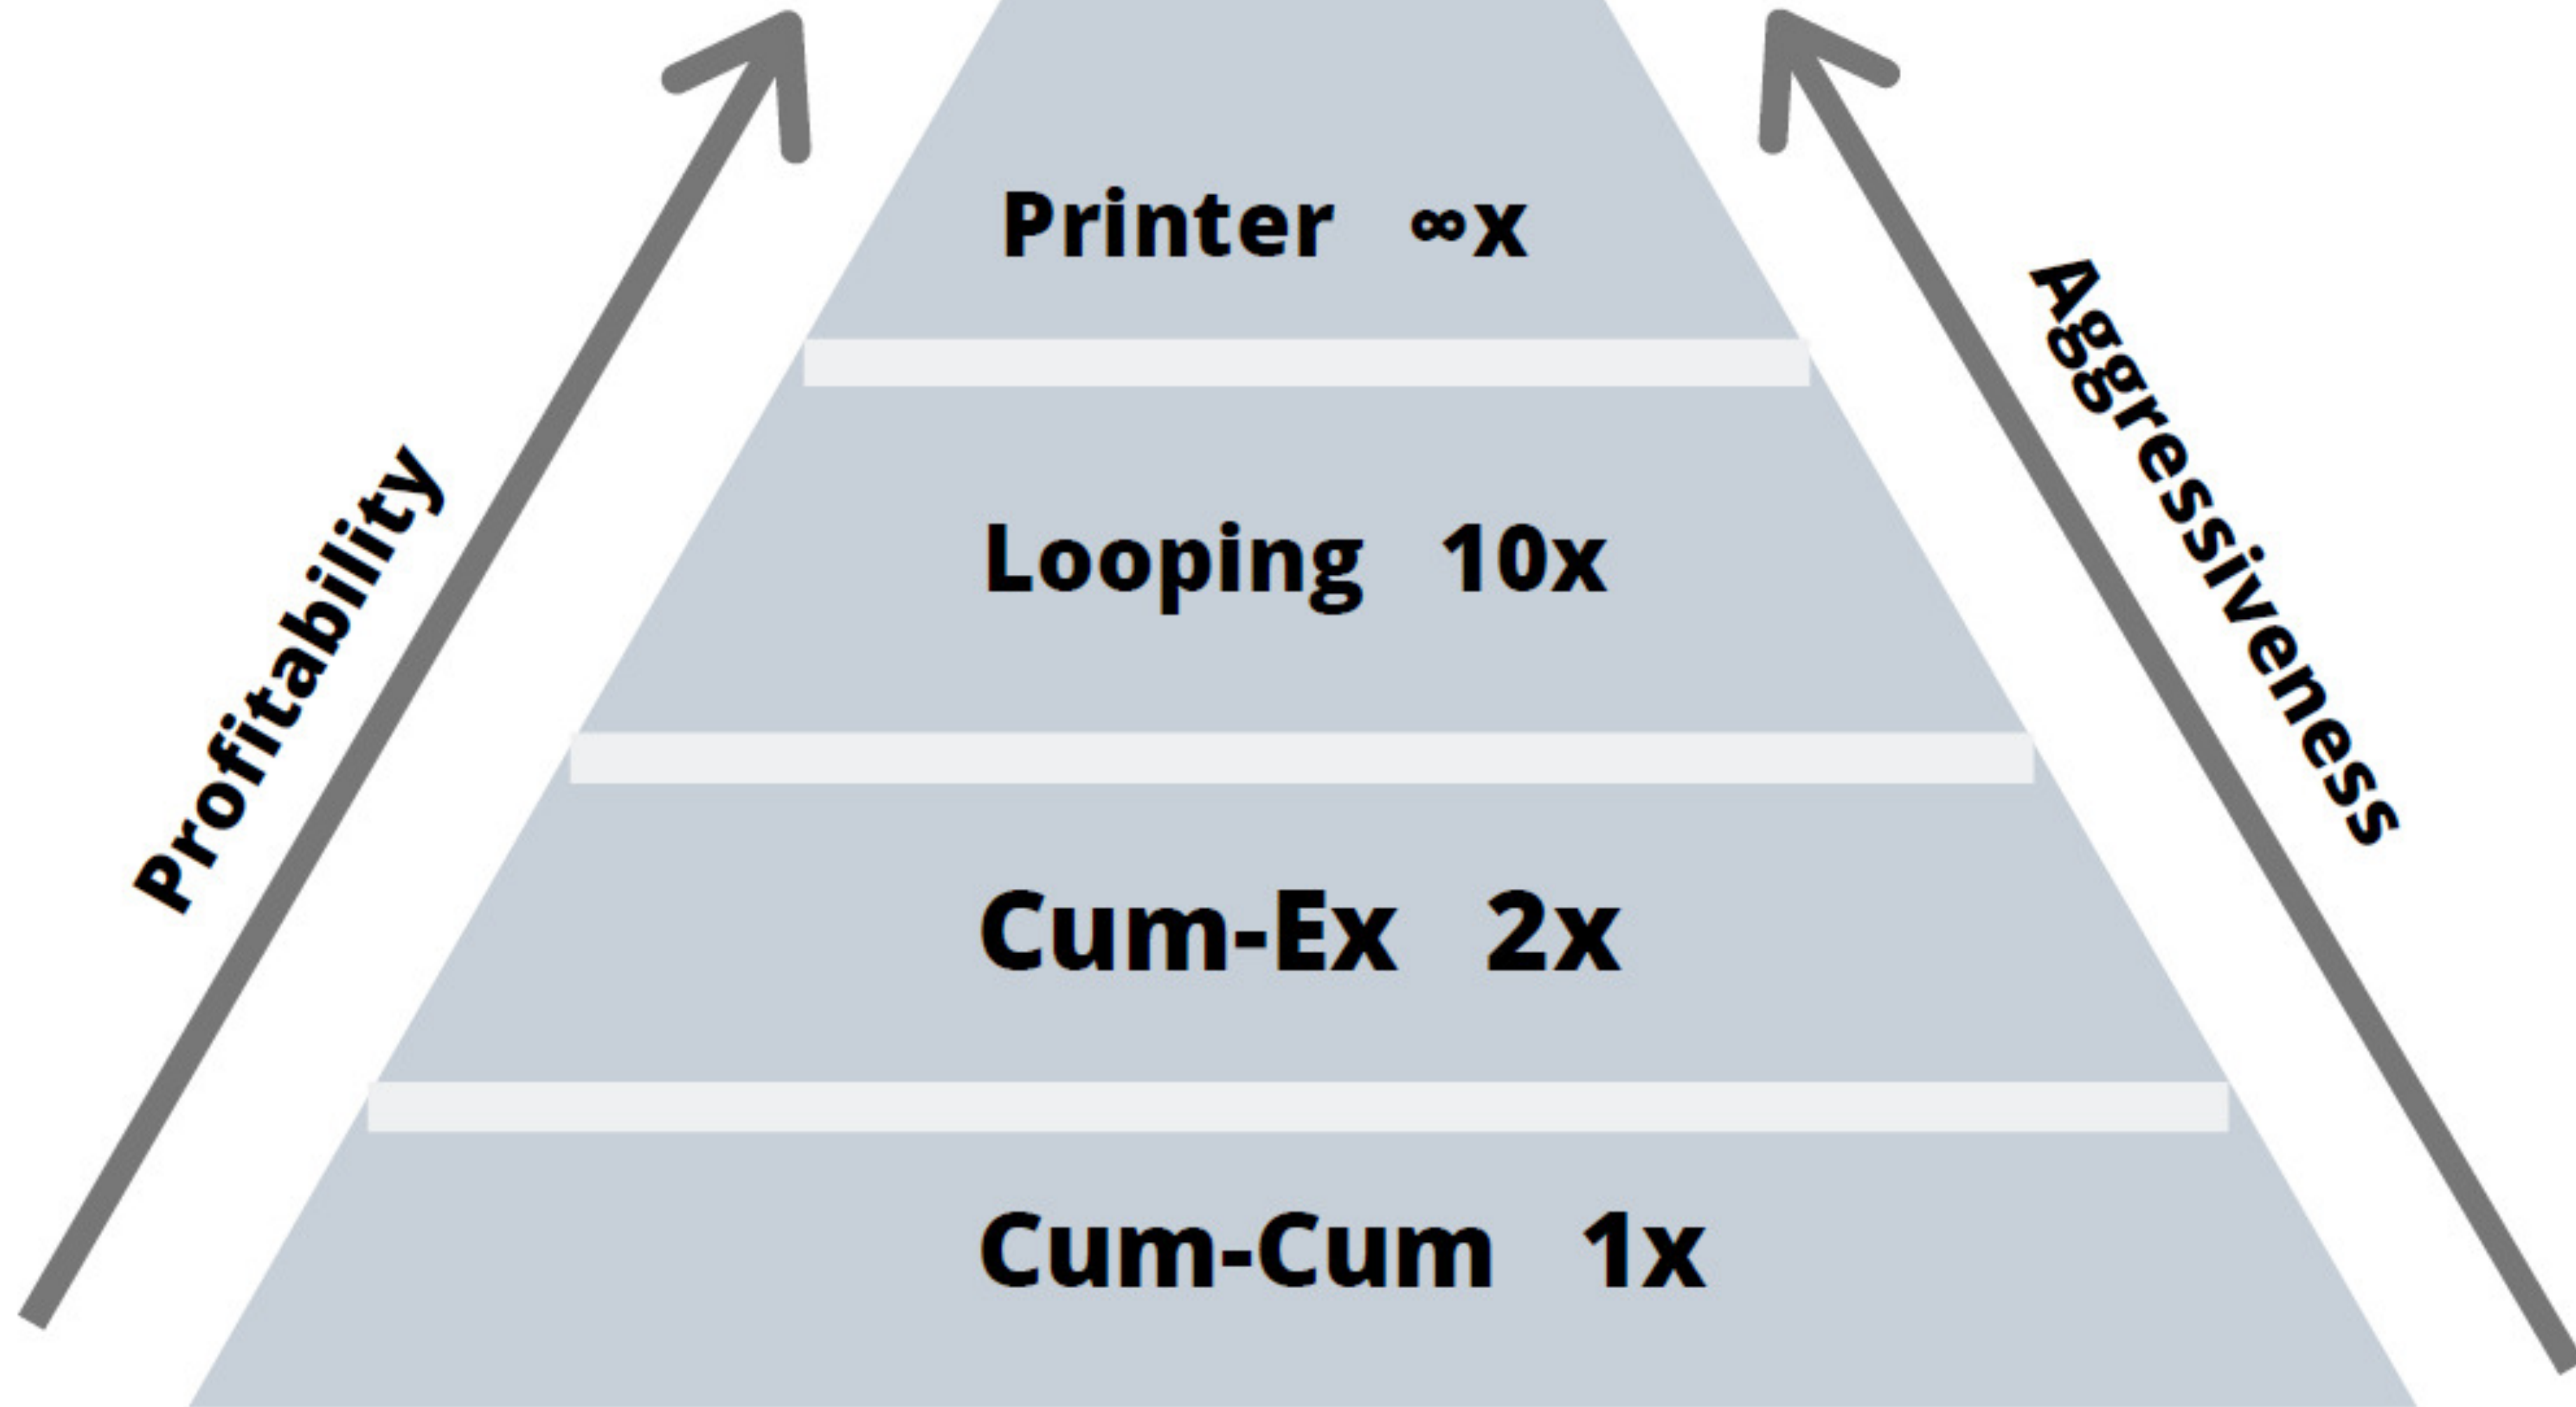 Printer ∞x
Looping 10x
Cum-Ex 2x
Cum-Cum 1x
Profitability
Aggressiveness